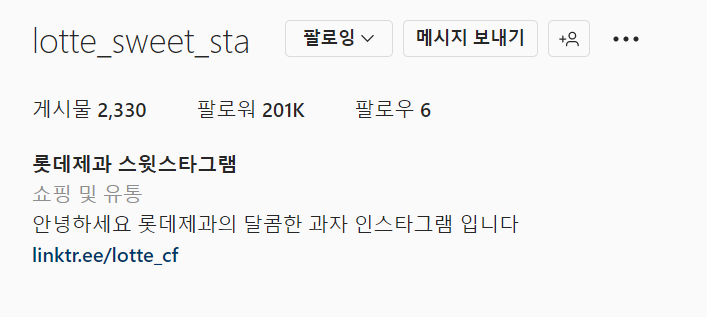 lotte_sweet_sta 팔로잉 메시지 보내기
게시물 2,330 팔로워 201K 팔로우 6
롯데제과 스윗스타그램
쇼핑 및 유통
안녕하세요 롯데제과의 달콤한 과자 인스타그램 입니다
linktr.ee/lotte_cf